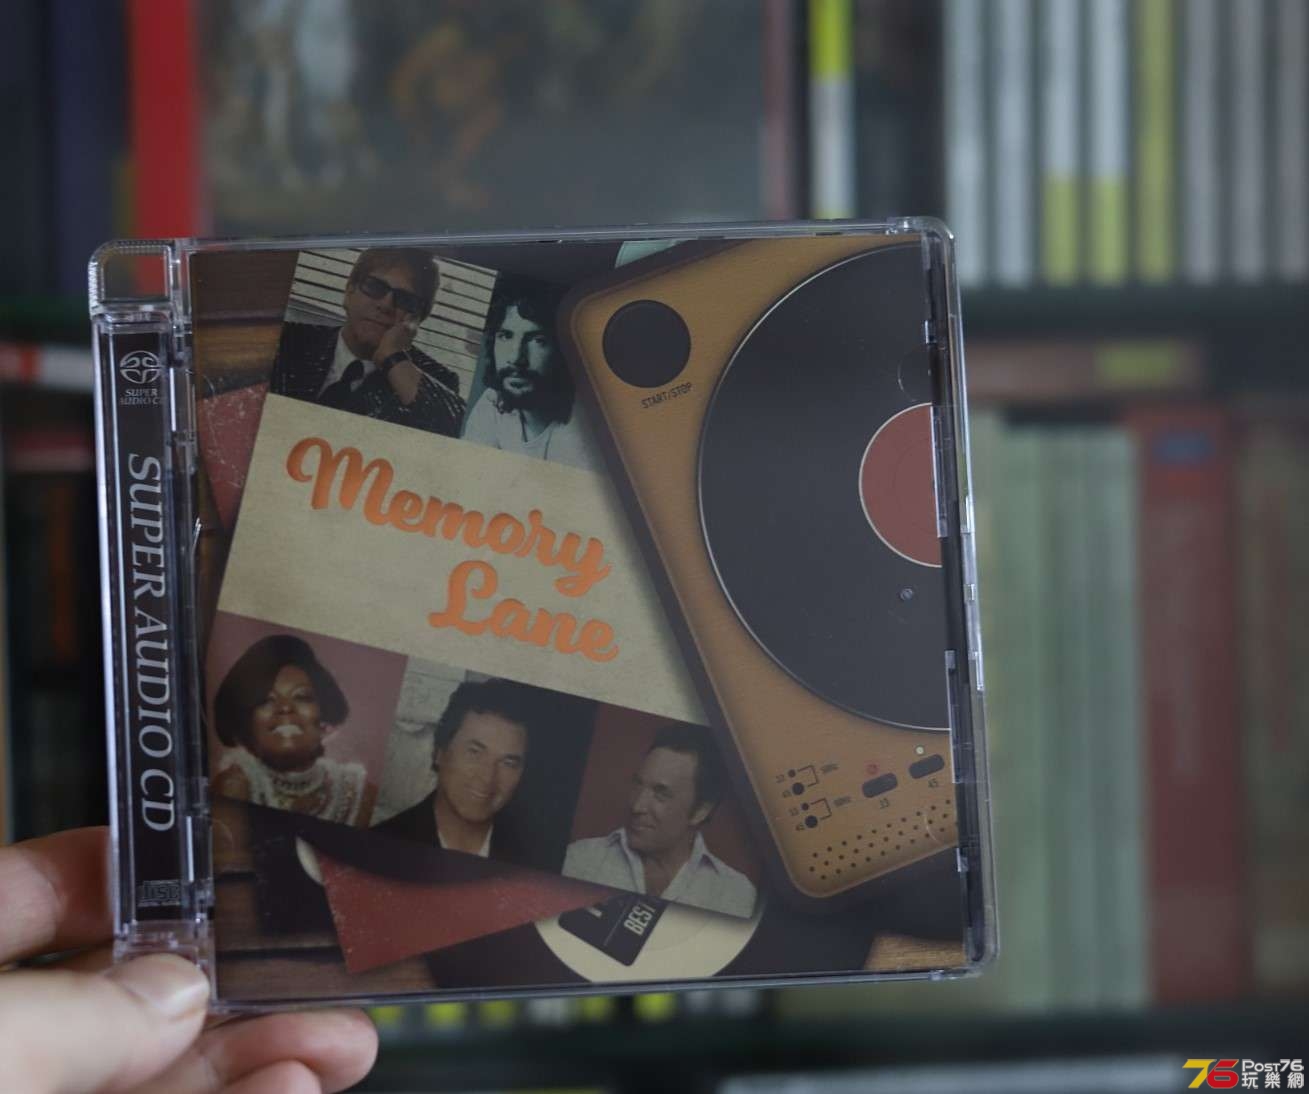 SUPER
AUDIO CD
SUPER AUDIO CD
Memory
Lane
START/STOP
33
45
BEST
POST76
玩樂網